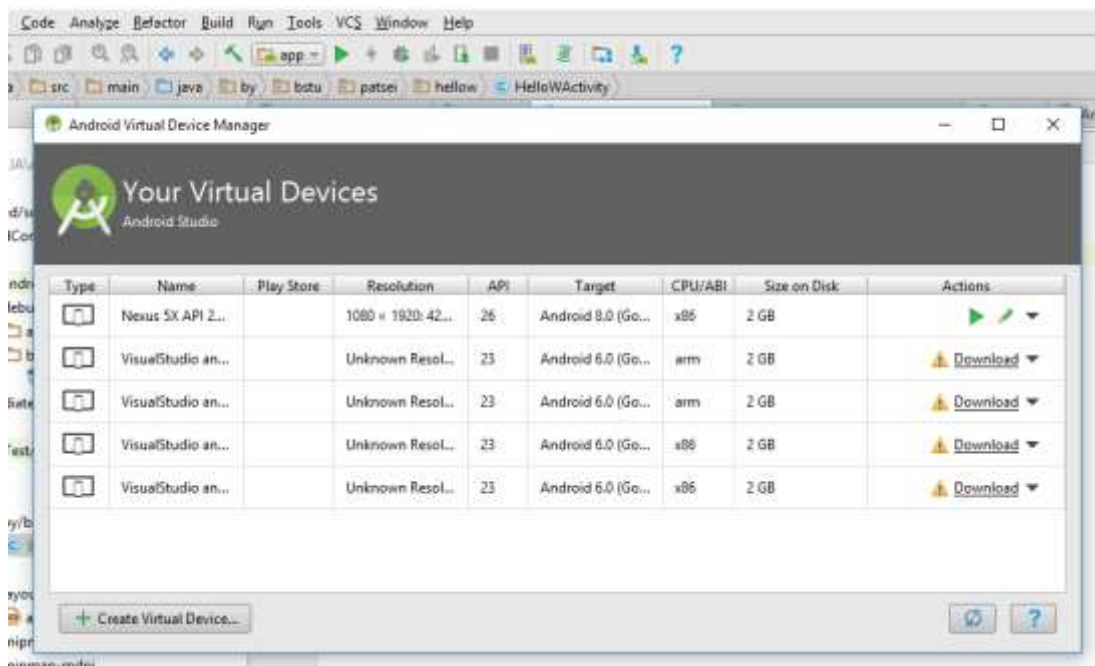 Code Analyze Refactor Build Run Tools VCS Window Help
app
src main java by bstu patsei hellow HelloWActivity
Android Virtual Device Manager
Your Virtual Devices
Android Studio
Type Name Play Store Resolution API Target CPU/ABI Size on Disk Actions
Nexus 5X API 2... 1080 × 1920: 42... 26 Android 8.0 (Go... x86 2 GB
VisualStudio an... Unknown Resol... 23 Android 6.0 (Go... arm 2 GB Download
VisualStudio an... Unknown Resol... 23 Android 6.0 (Go... arm 2 GB Download
VisualStudio an... Unknown Resol... 23 Android 6.0 (Go... x86 2 GB Download
VisualStudio an... Unknown Resol... 23 Android 6.0 (Go... x86 2 GB Download
+ Create Virtual Device...
?